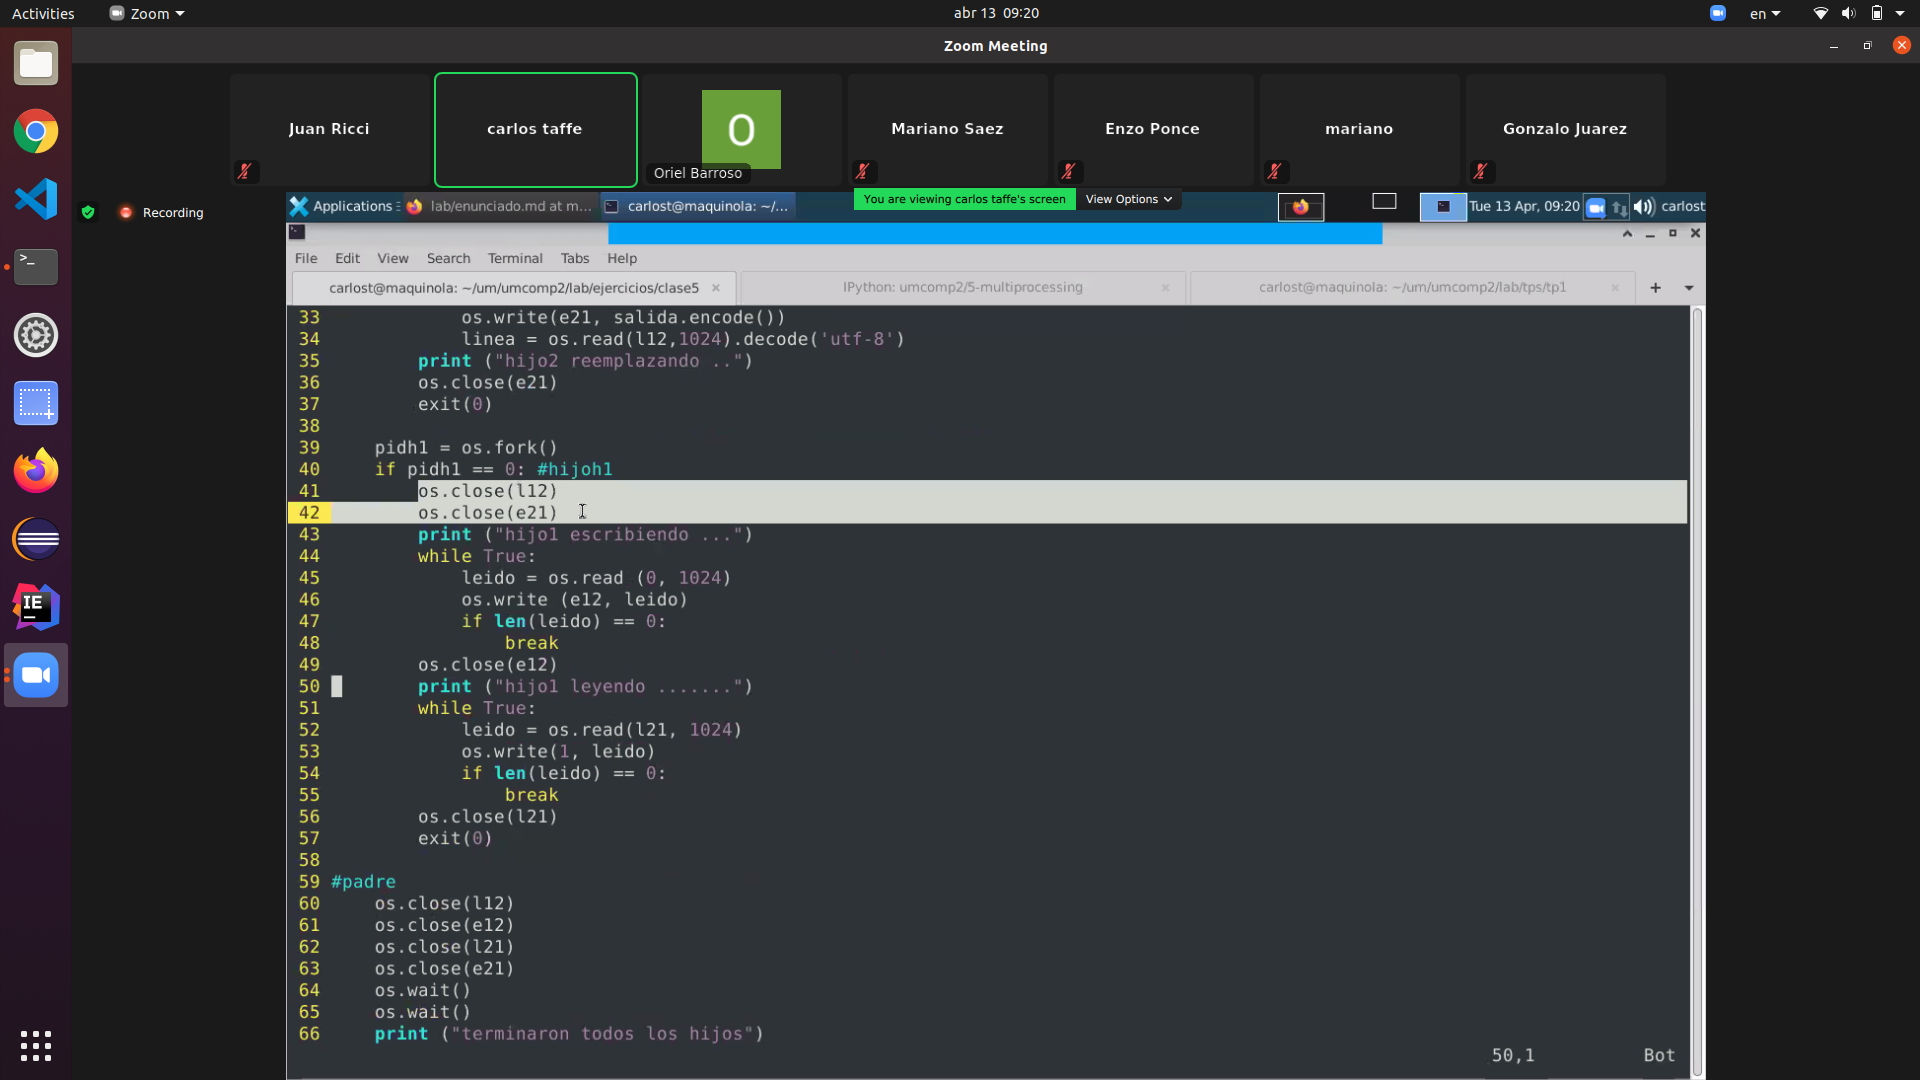 Activities Zoom abr 13 09:20 en
Zoom Meeting
Juan Ricci carlos taffe O Oriel Barroso Mariano Saez Enzo Ponce mariano Gonzalo Juarez
Recording
You are viewing carlos taffe's screen View Options
Applications lab/enunciado.md at m... carlost@maquinola: ~/... Tue 13 Apr, 09:20 carlost
File Edit View Search Terminal Tabs Help
carlost@maquinola: ~/um/umcomp2/lab/ejercicios/clase5 IPython: umcomp2/5-multiprocessing carlost@maquinola: ~/um/umcomp2/lab/tps/tp1
33 os.write(e21, salida.encode())
34 linea = os.read(l12,1024).decode('utf-8')
35 print ("hijo2 reemplazando ..")
36 os.close(e21)
37 exit(0)
38
39 pidh1 = os.fork()
40 if pidh1 == 0: #hijoh1
41 os.close(l12)
42 os.close(e21)
43 print ("hijo1 escribiendo ...")
44 while True:
45 leido = os.read (0, 1024)
46 os.write (e12, leido)
47 if len(leido) == 0:
48 break
49 os.close(e12)
50 print ("hijo1 leyendo .......")
51 while True:
52 leido = os.read(l21, 1024)
53 os.write(1, leido)
54 if len(leido) == 0:
55 break
56 os.close(l21)
57 exit(0)
58
59 #padre
60 os.close(l12)
61 os.close(e12)
62 os.close(l21)
63 os.close(e21)
64 os.wait()
65 os.wait()
66 print ("terminaron todos los hijos")
50,1 Bot
IE